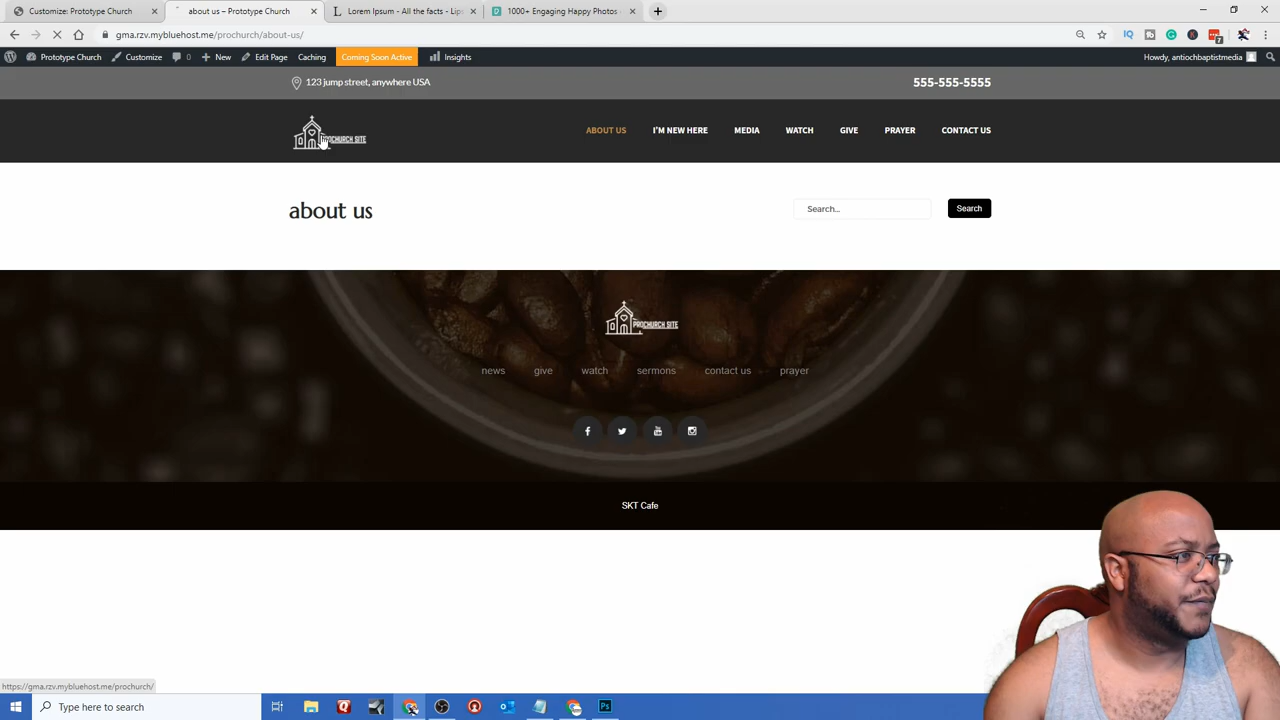 Customize: Prototype Church
about us – Prototype Church
Lorem Ipsum - All the facts - Lip
1000+ Engaging Happy Photos
gma.rzv.mybluehost.me/prochurch/about-us/
Prototype Church
Customize
0
New
Edit Page
Caching
Coming Soon Active
Insights
Howdy, antiochbaptistmedia
123 jump street, anywhere USA
555-555-5555
PROCHURCH SITE
ABOUT US
I'M NEW HERE
MEDIA
WATCH
GIVE
PRAYER
CONTACT US
about us
Search...
Search
PROCHURCH SITE
news
give
watch
sermons
contact us
prayer
SKT Cafe
https://gma.rzv.mybluehost.me/prochurch/
Type here to search
Ps